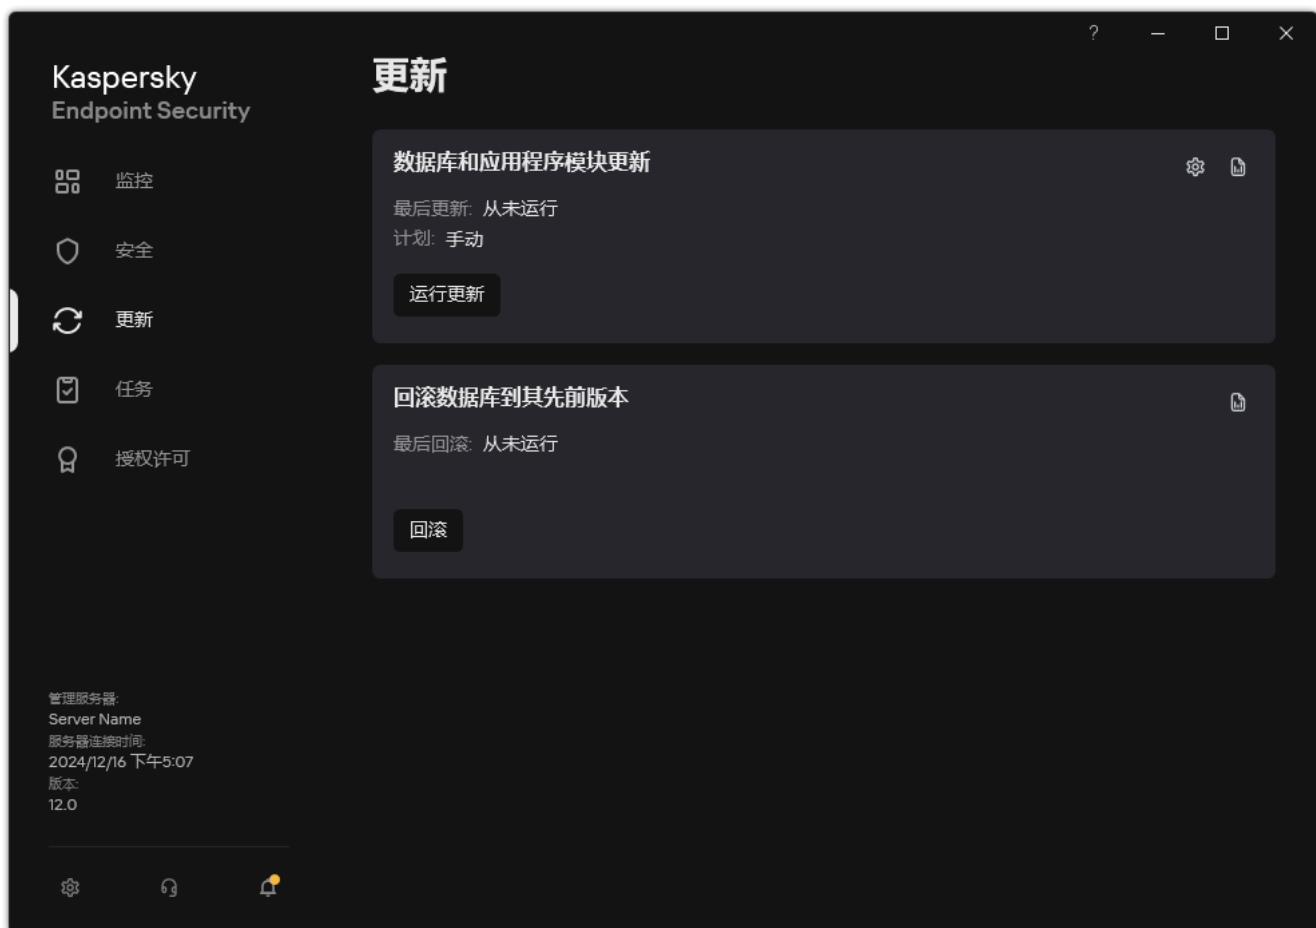 ?
Kaspersky
Endpoint Security
监控
安全
更新
任务
授权许可
管理服务器:
Server Name
服务器连接时间:
2024/12/16 下午5:07
版本:
12.0
更新
数据库和应用程序模块更新
最后更新: 从未运行
计划: 手动
运行更新
回滚数据库到其先前版本
最后回滚: 从未运行
回滚